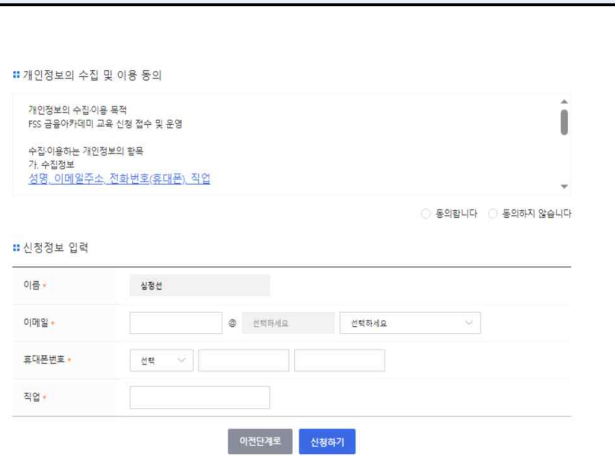 개인정보의 수집 및 이용 동의
개인정보의 수집·이용 목적
FSS 금융아카데미 교육 신청 접수 및 운영
수집·이용하는 개인정보의 항목
가. 수집정보
성명, 이메일주소, 전화번호(휴대폰), 직업
동의합니다 동의하지 않습니다
신청정보 입력
이름 * 심정선
이메일 * @ 선택하세요 선택하세요
휴대폰번호 * 선택
직업 *
이전단계로 신청하기